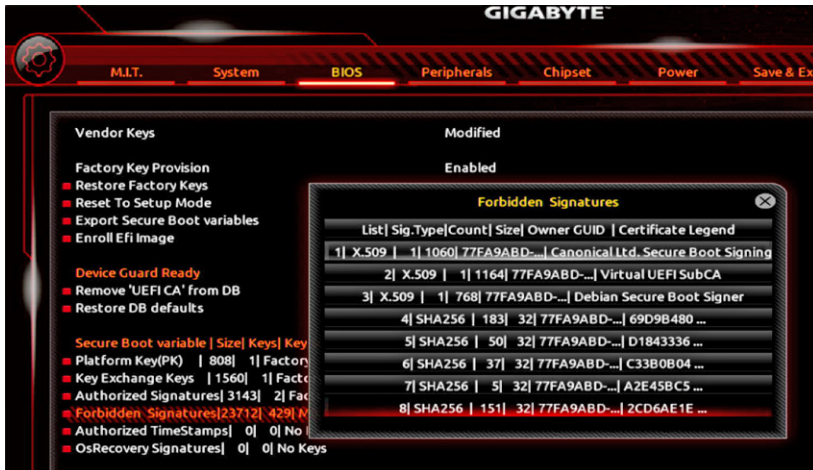 GIGABYTE™
M.I.T. System BIOS Peripherals Chipset Power Save & Ex
Vendor Keys Modified
Factory Key Provision Enabled
Restore Factory Keys
Reset To Setup Mode
Export Secure Boot variables
Enroll Efi Image
Device Guard Ready
Remove 'UEFI CA' from DB
Restore DB defaults
Secure Boot variable | Size| Keys| Key
Platform Key(PK) | 808| 1| Factory
Key Exchange Keys | 1560| 1| Facto
Authorized Signatures| 3143| 2| Fac
Forbidden Signatures|23712| 429| M
Authorized TimeStamps| 0| 0| No
OsRecovery Signatures| 0| 0| No Keys
Forbidden Signatures
List| Sig.Type|Count| Size| Owner GUID | Certificate Legend
1| X.509 | 1| 1060| 77FA9ABD-...| Canonical Ltd. Secure Boot Signing
2| X.509 | 1| 1164| 77FA9ABD-...| Virtual UEFI SubCA
3| X.509 | 1| 768| 77FA9ABD-...| Debian Secure Boot Signer
4| SHA256 | 183| 32| 77FA9ABD-...| 69D9B480 ...
5| SHA256 | 50| 32| 77FA9ABD-...| D1843336 ...
6| SHA256 | 37| 32| 77FA9ABD-...| C33B0B04 ...
7| SHA256 | 5| 32| 77FA9ABD-...| A2E45BC5 ...
8| SHA256 | 151| 32| 77FA9ABD-...| 2CD6AE1E ...